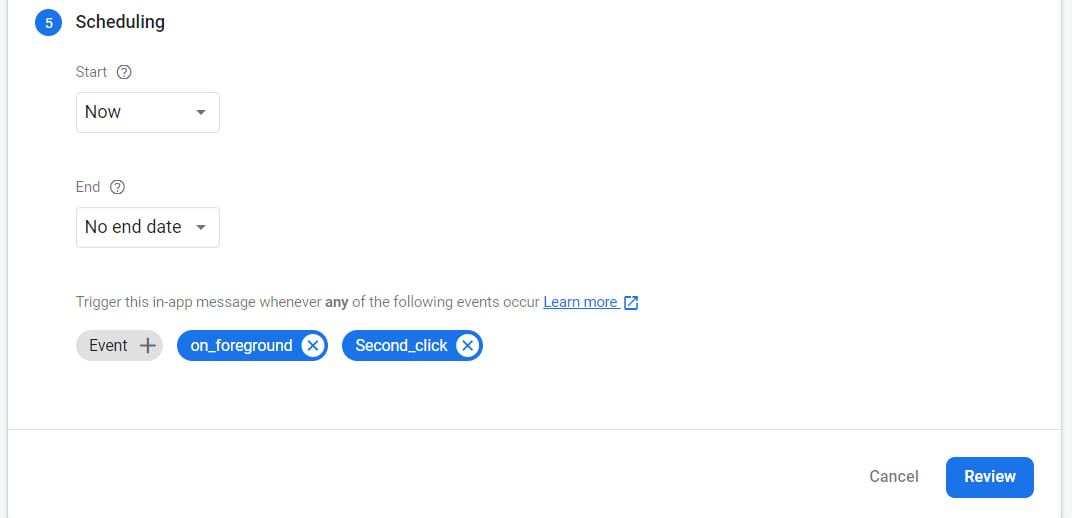 5 Scheduling
Start
Now
End
No end date
Trigger this in-app message whenever any of the following events occur Learn more
Event on_foreground Second_click
Cancel Review